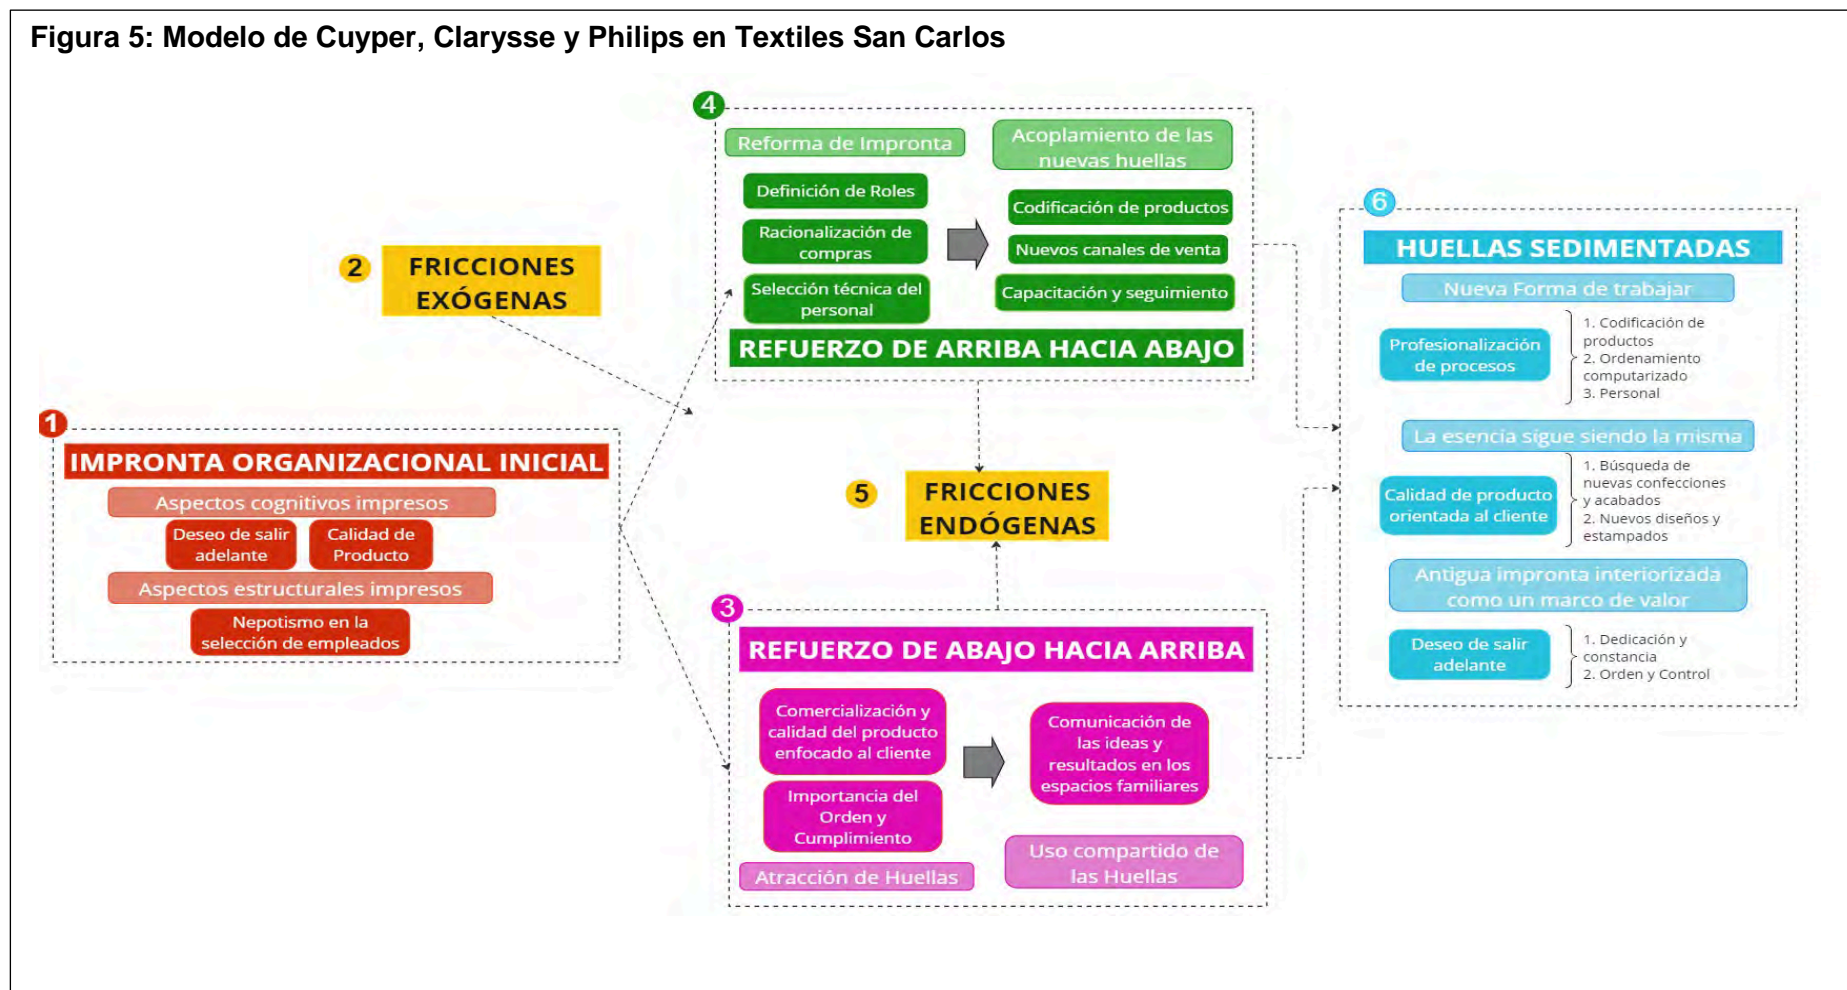 Figura 5: Modelo de Cuyper, Clarysse y Philips en Textiles San Carlos
1
IMPRONTA ORGANIZACIONAL INICIAL
Aspectos cognitivos impresos
Deseo de salir
adelante
Calidad de
Producto
Aspectos estructurales impresos
Nepotismo en la
selección de empleados
2
FRICCIONES
EXÓGENAS
3
REFUERZO DE ABAJO HACIA ARRIBA
Comercialización y
calidad del producto
enfocado al cliente
Importancia del
Orden y
Cumplimiento
Atracción de Huellas
Comunicación de
las ideas y
resultados en los
espacios familiares
Uso compartido de
las Huellas
4
Reforma de Impronta
Definición de Roles
Racionalización de
compras
Selección técnica del
personal
Acoplamiento de las
nuevas huellas
Codificación de productos
Nuevos canales de venta
Capacitación y seguimiento
REFUERZO DE ARRIBA HACIA ABAJO
5
FRICCIONES
ENDÓGENAS
6
HUELLAS SEDIMENTADAS
Nueva Forma de trabajar
Profesionalización
de procesos
1. Codificación de
productos
2. Ordenamiento
computarizado
3. Personal
La esencia sigue siendo la misma
Calidad de producto
orientada al cliente
1. Búsqueda de
nuevas confecciones
y acabados
2. Nuevos diseños y
estampados
Antigua impronta interiorizada
como un marco de valor
Deseo de salir
adelante
1. Dedicación y
constancia
2. Orden y Control